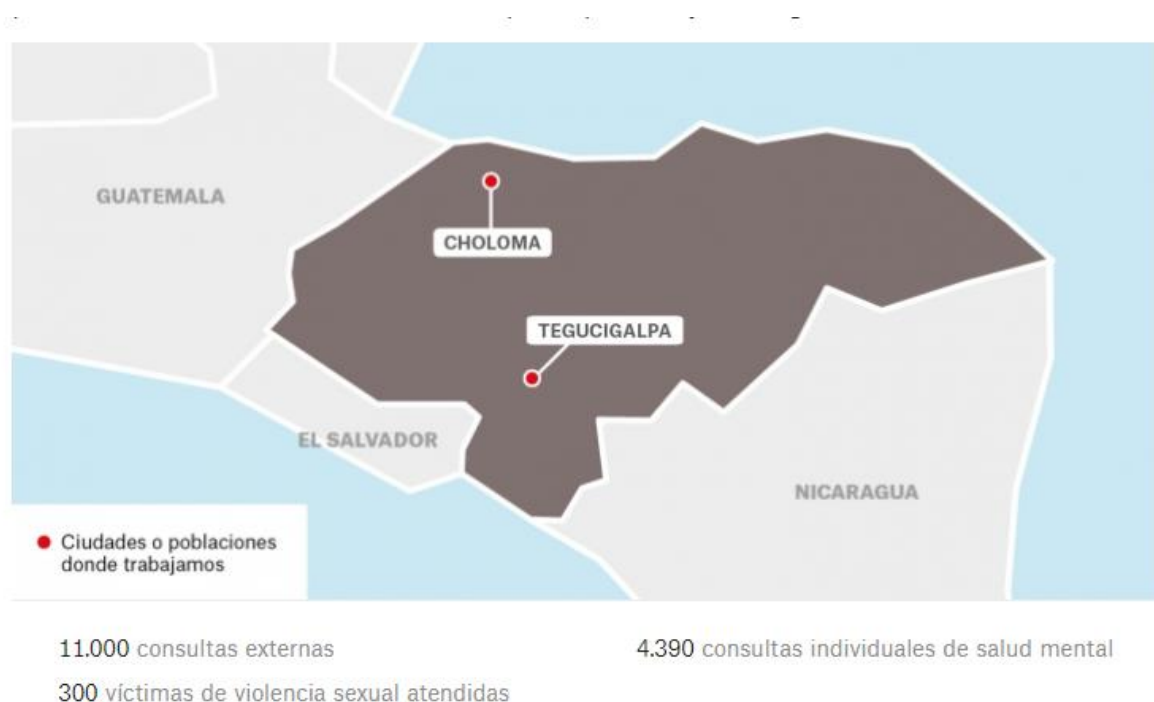 GUATEMALA
CHOLOMA
TEGUCIGALPA
EL SALVADOR
NICARAGUA
Ciudades o poblaciones
donde trabajamos
11.000 consultas externas
4.390 consultas individuales de salud mental
300 víctimas de violencia sexual atendidas